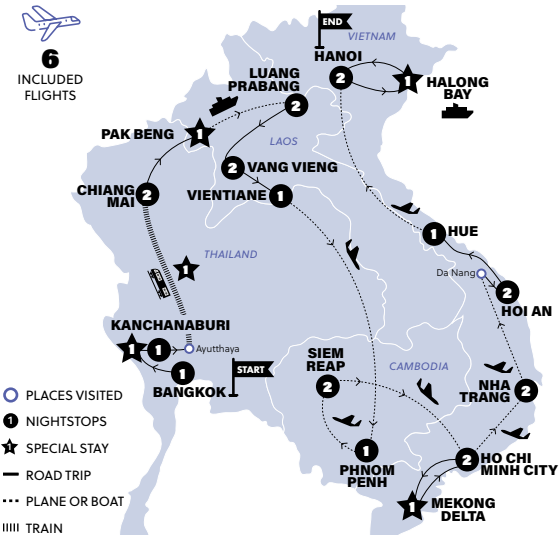 6
INCLUDED
FLIGHTS
END
VIETNAM
HANOI
2
1
HALONG
BAY
LUANG
PRABANG
2
PAK BENG
1
LAOS
2
VANG VIENG
CHIANG
MAI
2
VIENTIANE
1
1
HUE
THAILAND
1
Da Nang
2
HOI AN
KANCHANABURI
1
1
Ayutthaya
1
BANGKOK
START
SIEM
REAP
2
CAMBODIA
NHA
TRANG
2
1
PHNOM
PENH
2
HO CHI
MINH CITY
1
MEKONG
DELTA
PLACES VISITED
1 NIGHTSTOPS
1 SPECIAL STAY
ROAD TRIP
PLANE OR BOAT
TRAIN